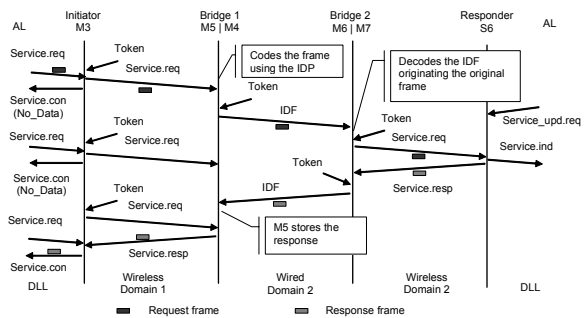 Initiator
M3
Bridge 1
M5 | M4
Bridge 2
M6 | M7
Responder
S6
AL
AL
Service.req
Token
Service.req
Codes the frame
using the IDP
Decodes the IDF
originating the original
frame
Service.con
(No_Data)
Token
IDF
Token
Service_upd.req
Service.req
Token
Service.req
Service.ind
Service.con
(No_Data)
Token
Service.resp
Token
IDF
Service.req
Service.req
M5 stores the
response
Service.resp
Service.con
DLL
Wireless
Domain 1
Wired
Domain 2
Wireless
Domain 2
DLL
Request frame
Response frame